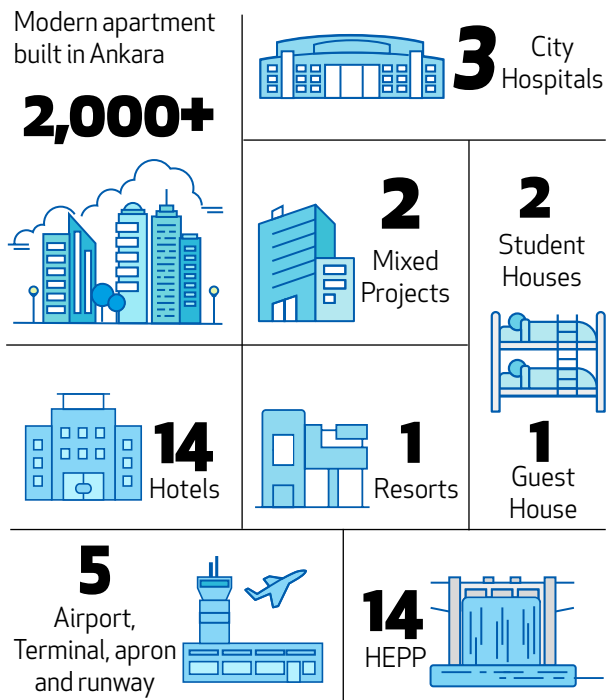 Modern apartment
built in Ankara
2,000+
3
City
Hospitals
2
Mixed
Projects
2
Student
Houses
14
Hotels
1
Resorts
1
Guest
House
5
Airport,
Terminal, apron
and runway
14
HEPP